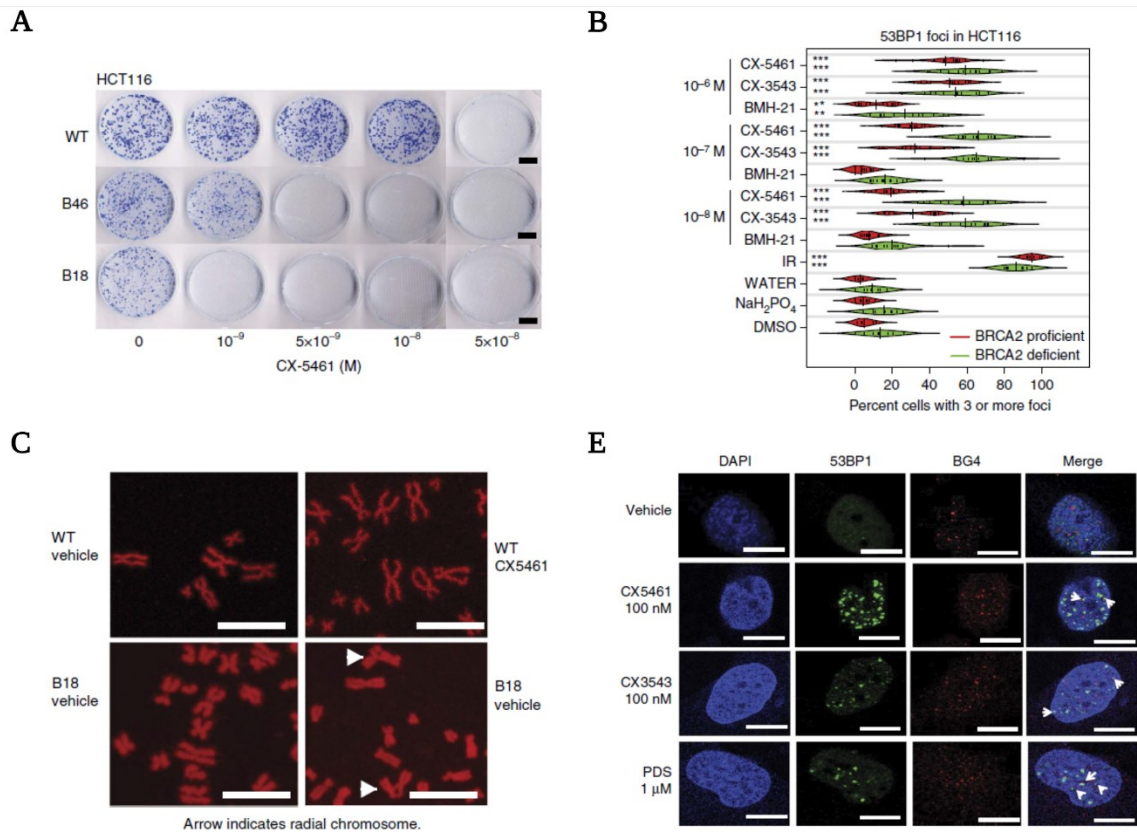 A
HCT116
WT
B46
B18
0 10⁻⁹ 5×10⁻⁹ 10⁻⁸ 5×10⁻⁸
CX-5461 (M)
B
53BP1 foci in HCT116
10⁻⁶ M
CX-5461 ***
***
CX-3543 ***
***
BMH-21 **
**
10⁻⁷ M
CX-5461 ***
***
CX-3543 ***
***
BMH-21
10⁻⁸ M
CX-5461 ***
***
CX-3543 ***
***
BMH-21
IR ***
***
WATER
NaH₂PO₄
DMSO
BRCA2 proficient
BRCA2 deficient
0 20 40 60 80 100
Percent cells with 3 or more foci
C
WT
vehicle
WT
CX5461
B18
vehicle
B18
vehicle
Arrow indicates radial chromosome.
E
DAPI 53BP1 BG4 Merge
Vehicle
CX5461
100 nM
CX3543
100 nM
PDS
1 µM